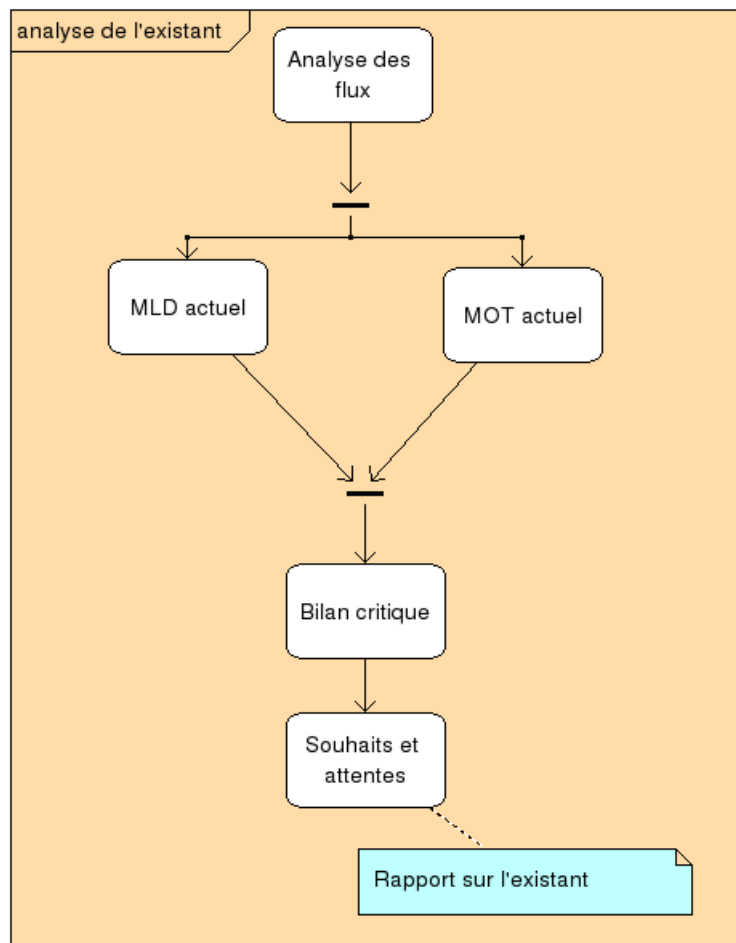 analyse de l'existant
Analyse des
flux
MLD actuel
MOT actuel
Bilan critique
Souhaits et
attentes
Rapport sur l'existant